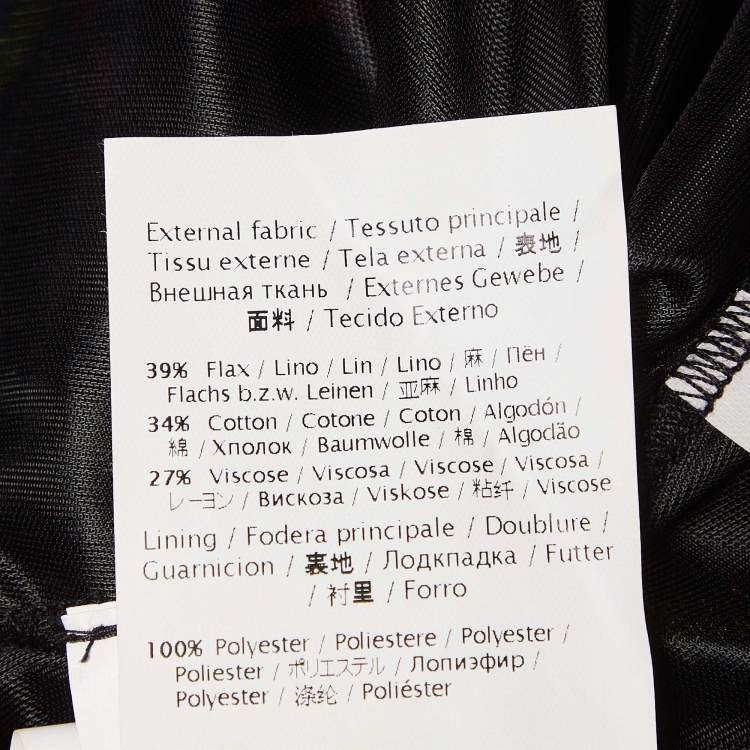 External fabric / Tessuto principale /
Tissu externe / Tela externa / 表地 /
Внешная ткань / Externes Gewebe /
面料 / Tecido Externo
39% Flax / Lino / Lin / Lino / 麻 / Пён /
Flachs b.z.w. Leinen / 亚麻 / Linho
34% Cotton / Cotone / Coton / Algodón /
綿 / Хполок / Baumwolle / 棉 / Algodão
27% Viscose / Viscosa / Viscose / Viscosa /
レーヨン / Вискоза / Viskose / 粘纤 / Viscose
Lining / Fodera principale / Doublure /
Guarnicion / 裏地 / Лодкпадка / Futter
/ 衬里 / Forro
100% Polyester / Poliestere / Polyester /
Poliester / ポリエステル / Лопиэфир /
Polyester / 涤纶 / Poliéster